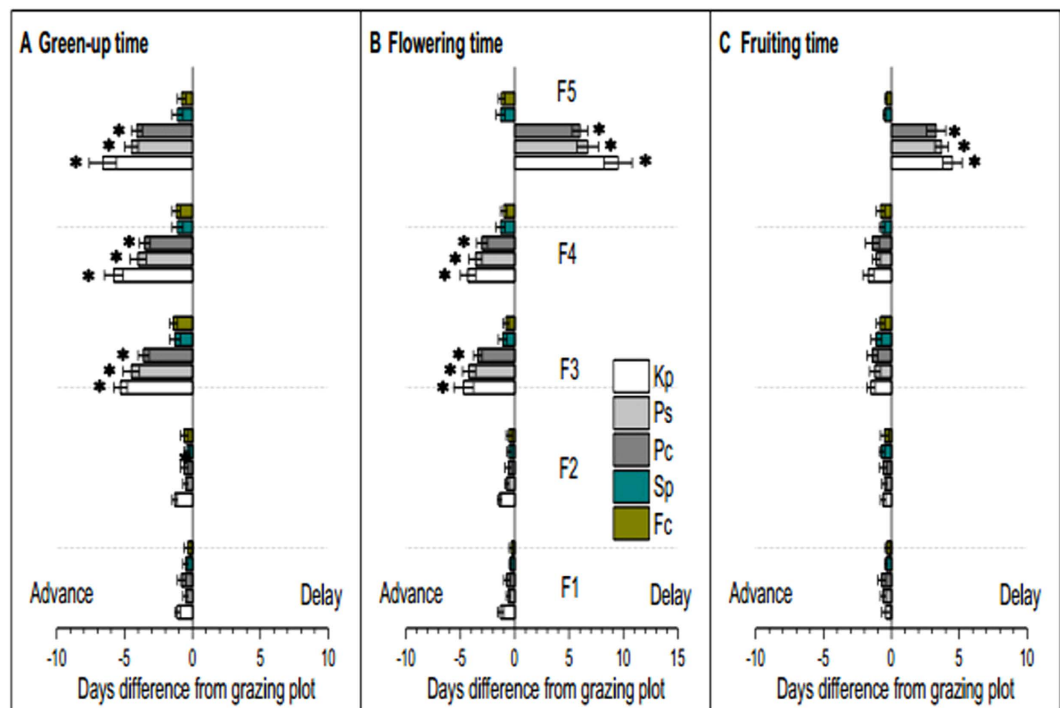 A Green-up time
B Flowering time
C Fruiting time
F5
F4
F3
F2
F1
Kp
Ps
Pc
Sp
Fc
Advance
Delay
Advance
Delay
Advance
Delay
-10 -5 0 5 10
-10 -5 0 5 10 15
-10 -5 0 5 10
Days difference from grazing plot
Days difference from grazing plot
Days difference from grazing plot